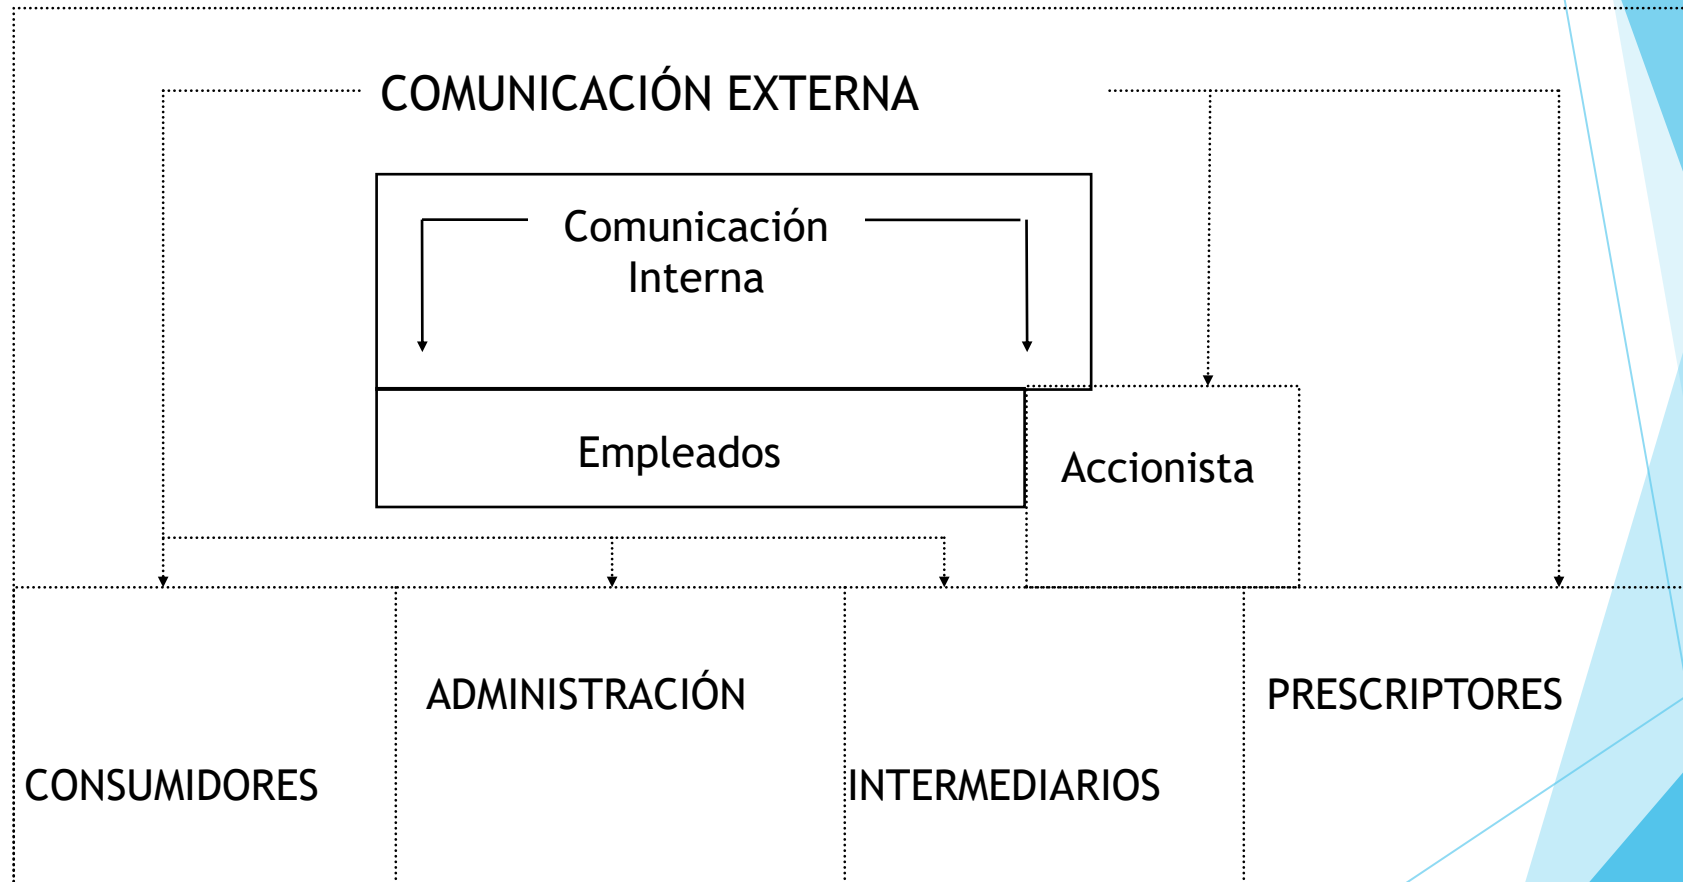 COMUNICACIÓN EXTERNA
Comunicación
Interna
Empleados
Accionista
ADMINISTRACIÓN
PRESCRIPTORES
CONSUMIDORES
INTERMEDIARIOS